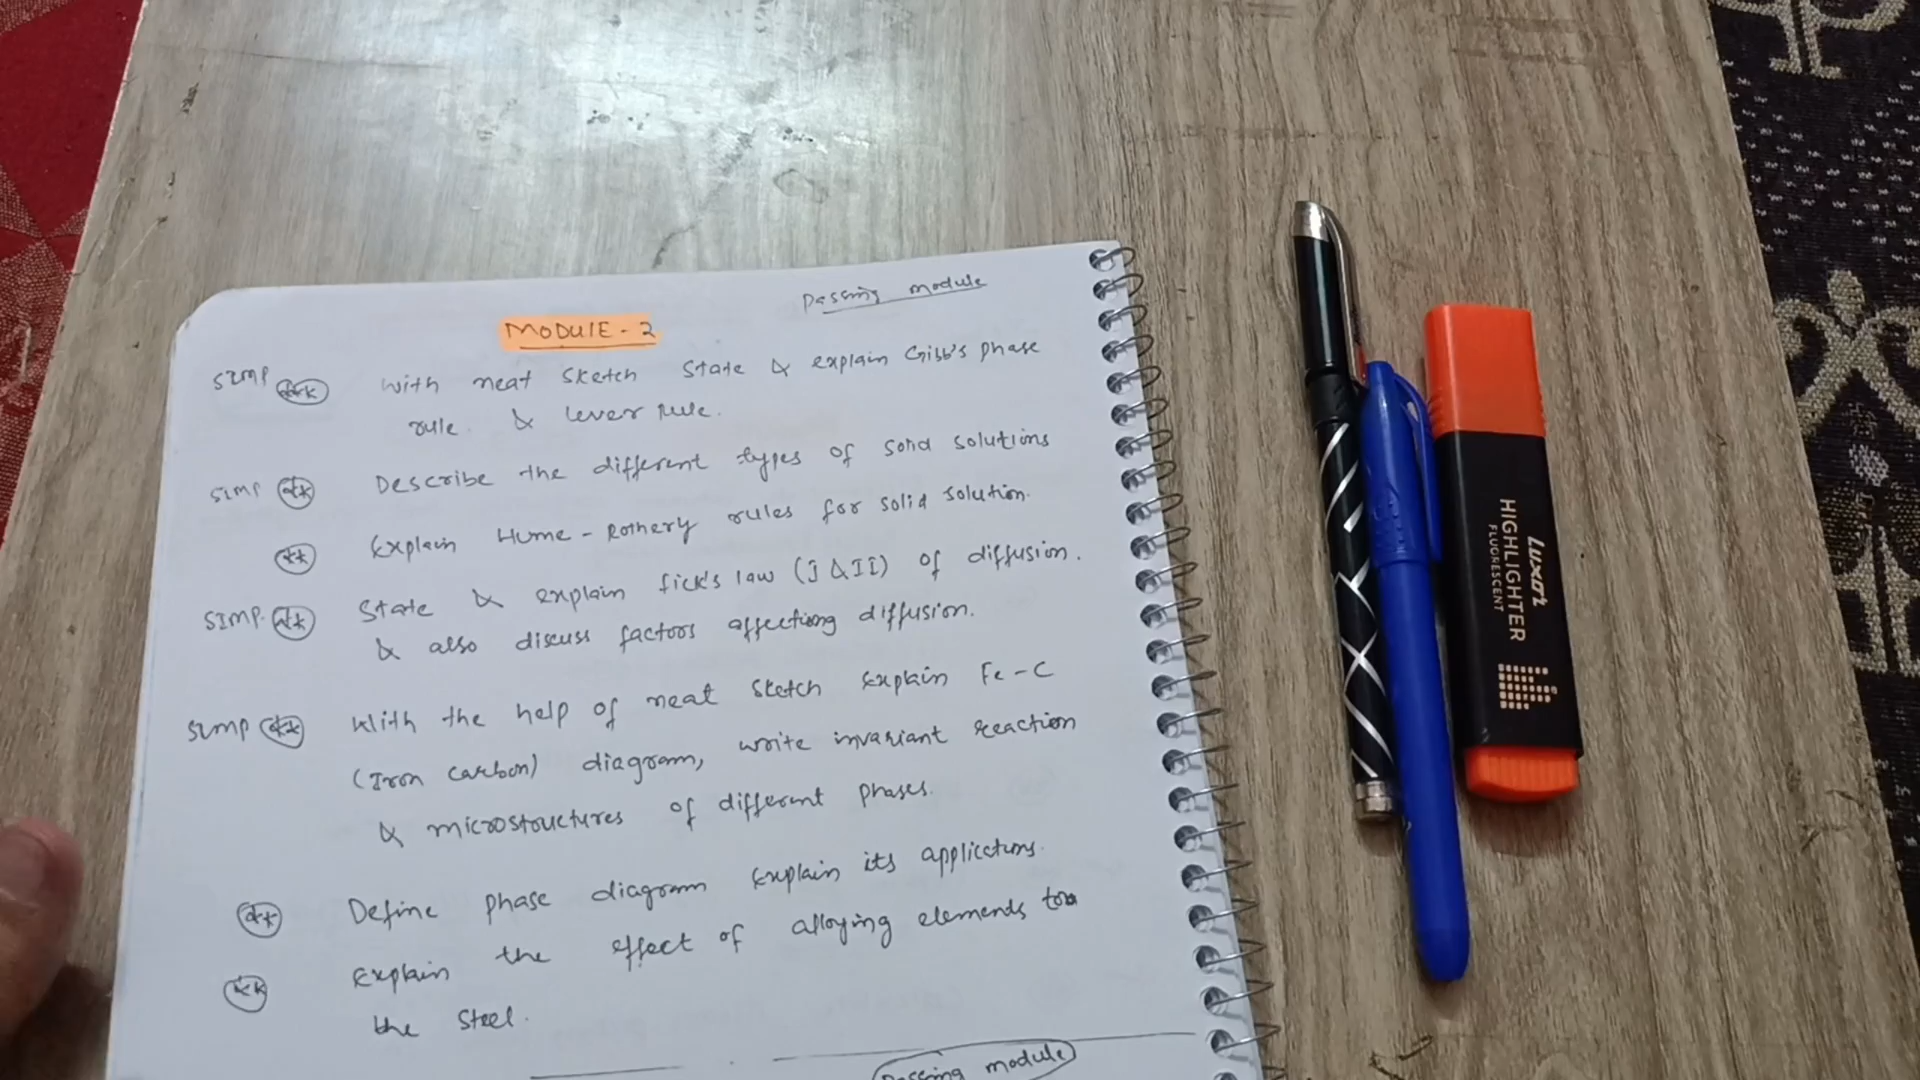 Passing module
MODULE - 2
SIMP ** With neat sketch State & explain Gibb's phase
rule & lever rule.
SIMP ** Describe the different types of solid solutions
** Explain Hume - Rothery rules for solid solution.
SIMP. ** State & explain fick's law (I & II) of diffusion.
& also discuss factors affecting diffusion.
SIMP ** With the help of neat sketch Explain Fe - C
(Iron carbon) diagram, write invariant reaction
& microstructures of different phases.
** Define phase diagram Explain its applications.
** Explain the effect of alloying elements to
the steel.
Passing module
Luxor
HIGHLIGHTER
FLUORESCENT